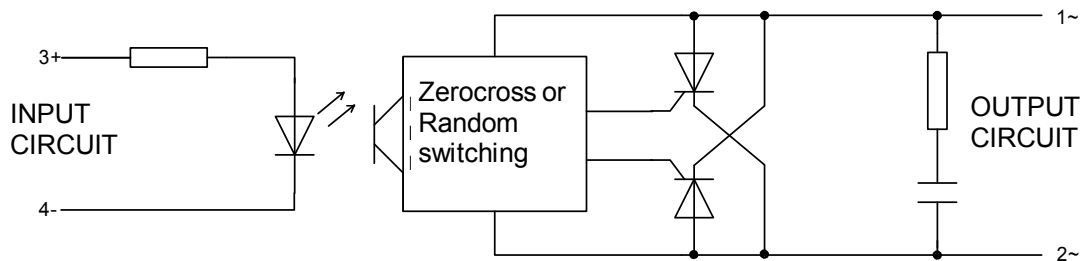 1~
3+
INPUT
CIRCUIT
Zerocross or
Random
switching
OUTPUT
CIRCUIT
4-
2~